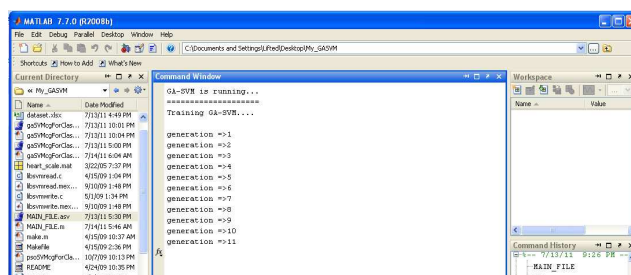 MATLAB 7.7.0 (R2008b)
File Edit Debug Parallel Desktop Window Help
C:\Documents and Settings\Lifted\Desktop\My_GASVM
Shortcuts How to Add What's New
Current Directory
« My_GASVM
Name Date Modified
dataset.xlsx 7/13/11 4:49 PM
gaSVMcgForClas... 7/13/11 10:01 PM
gaSVMcgForClas... 7/13/11 10:04 PM
gaSVMcgForClas... 7/13/11 5:00 PM
gaSVMcgForClas... 7/14/11 6:04 AM
heart_scale.mat 3/22/05 7:37 PM
libsvmread.c 4/15/09 1:04 PM
libsvmread.mex... 9/10/09 1:48 PM
libsvmwrite.c 5/1/09 1:34 PM
libsvmwrite.mex... 9/10/09 1:48 PM
MAIN_FILE.asv 7/13/11 5:30 PM
MAIN_FILE.m 7/14/11 5:46 AM
make.m 4/15/09 10:37 AM
Makefile 4/15/09 2:36 PM
psoSVMcgForCla... 10/7/09 10:13 PM
README 4/24/09 10:35 PM
Command Window
GA-SVM is running...
====================
Training GA-SVM....
generation =>1
generation =>2
generation =>3
generation =>4
generation =>5
generation =>6
generation =>7
generation =>8
generation =>9
generation =>10
generation =>11
fx
Workspace
Name Value
Command History
%-- 7/13/11 9:26 PM --
MAIN_FILE